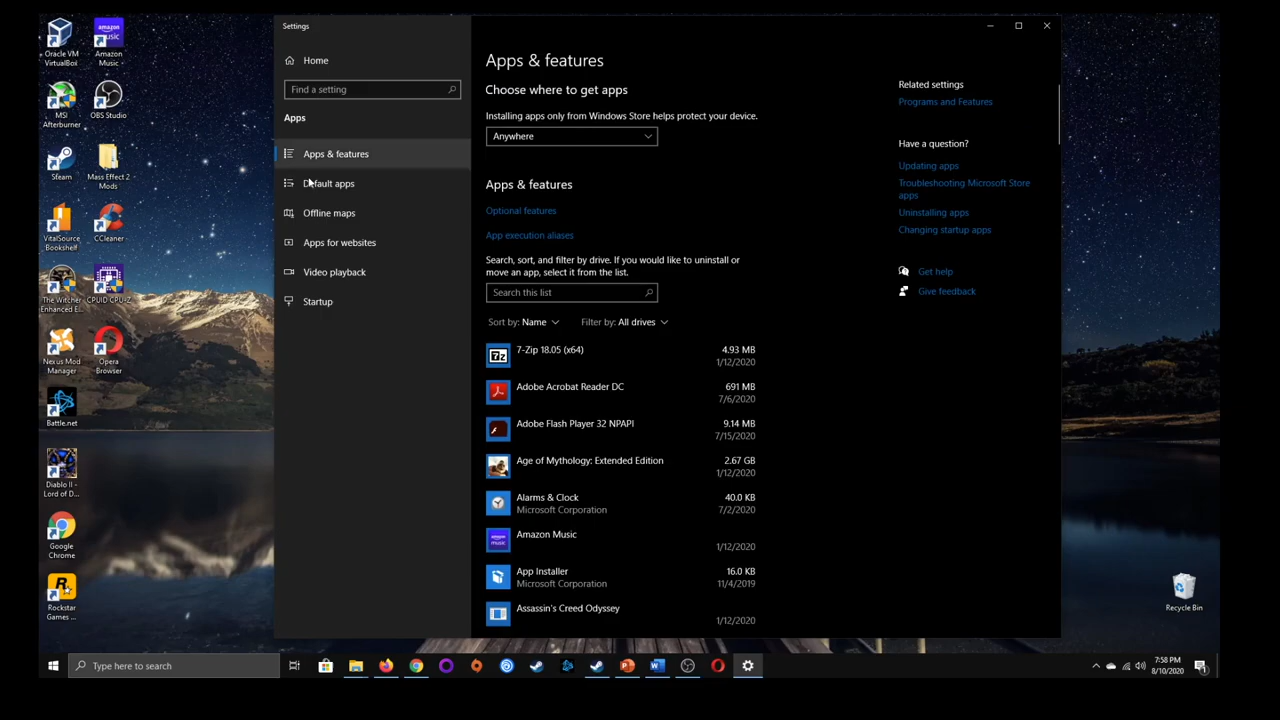 Oracle VM
VirtualBox
amazon
music
Amazon
Music -
MSI
Afterburner
OBS Studio
Steam
Mass Effect 2
Mods
VitalSource
Bookshelf
CCleaner
The Witcher
Enhanced E...
CPUID CPU-Z
Nexus Mod
Manager
Opera
Browser
Battle.net
Diablo II -
Lord of D...
Google
Chrome
Rockstar
Games ...
Settings
Home
Find a setting
Apps
Apps & features
Default apps
Offline maps
Apps for websites
Video playback
Startup
Apps & features
Choose where to get apps
Installing apps only from Windows Store helps protect your device.
Anywhere
Apps & features
Optional features
App execution aliases
Search, sort, and filter by drive. If you would like to uninstall or
move an app, select it from the list.
Search this list
Sort by: Name Filter by: All drives
7z
7-Zip 18.05 (x64) 4.93 MB
1/12/2020
Adobe Acrobat Reader DC 691 MB
7/6/2020
Adobe Flash Player 32 NPAPI 9.14 MB
7/15/2020
Age of Mythology: Extended Edition 2.67 GB
1/12/2020
Alarms & Clock 40.0 KB
Microsoft Corporation 7/2/2020
Amazon Music
music
1/12/2020
App Installer 16.0 KB
Microsoft Corporation 11/4/2019
Assassin's Creed Odyssey
1/12/2020
Related settings
Programs and Features
Have a question?
Updating apps
Troubleshooting Microsoft Store
apps
Uninstalling apps
Changing startup apps
Get help
Give feedback
Recycle Bin
Type here to search
7:58 PM
8/10/2020